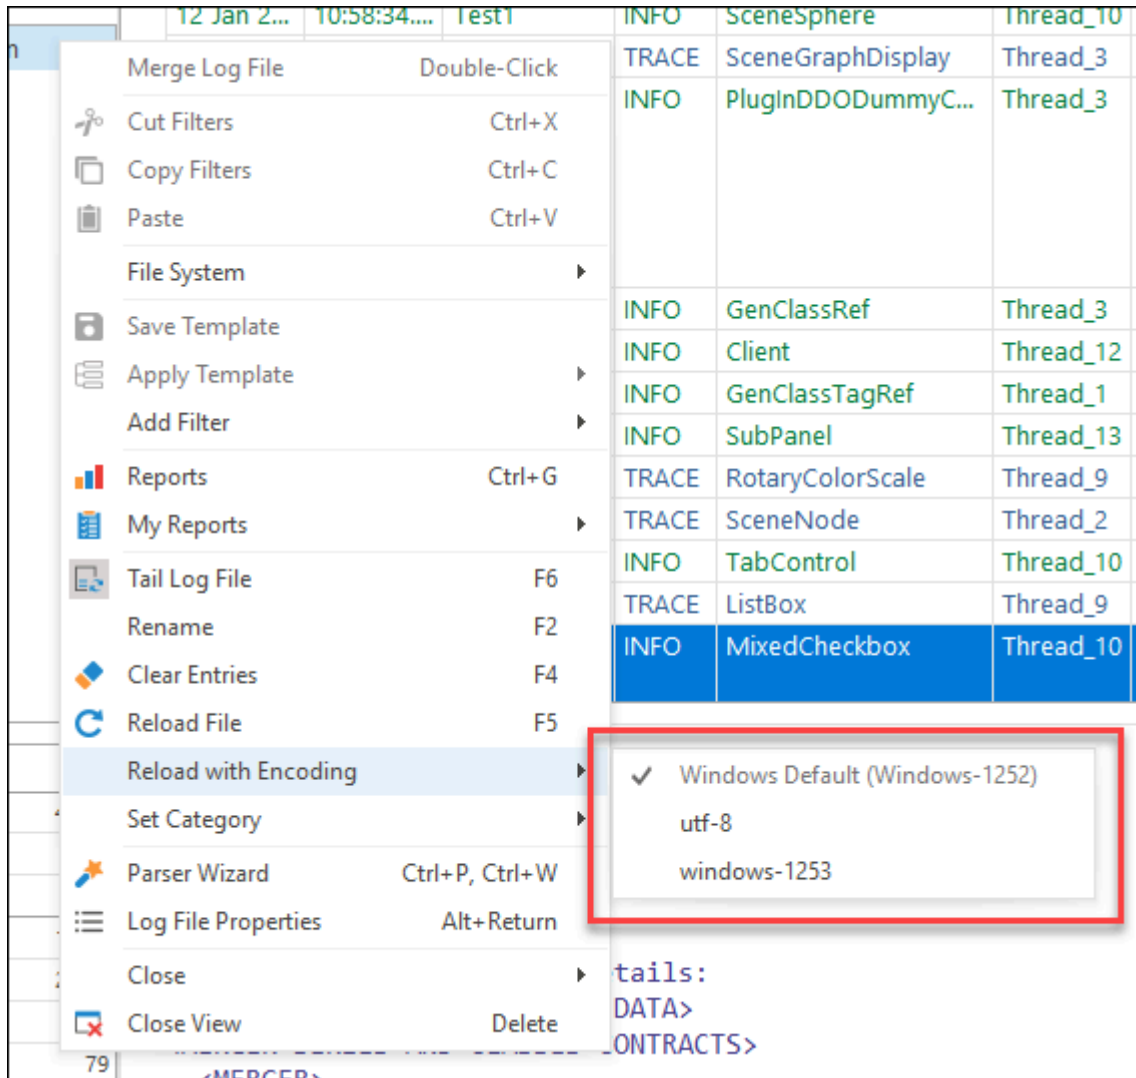 12 Jan 2... 10:58:34.... Test1 INFO SceneSphere Thread_10
TRACE SceneGraphDisplay Thread_3
INFO PlugInDDODummyC... Thread_3
INFO GenClassRef Thread_3
INFO Client Thread_12
INFO GenClassTagRef Thread_1
INFO SubPanel Thread_13
TRACE RotaryColorScale Thread_9
TRACE SceneNode Thread_2
INFO TabControl Thread_10
TRACE ListBox Thread_9
INFO MixedCheckbox Thread_10
Merge Log File Double-Click
Cut Filters Ctrl+X
Copy Filters Ctrl+C
Paste Ctrl+V
File System
Save Template
Apply Template
Add Filter
Reports Ctrl+G
My Reports
Tail Log File F6
Rename F2
Clear Entries F4
Reload File F5
Reload with Encoding
Set Category
Parser Wizard Ctrl+P, Ctrl+W
Log File Properties Alt+Return
Close
Close View Delete
Windows Default (Windows-1252)
utf-8
windows-1253
tails:
DATA>
CONTRACTS>
<MERGER>
79